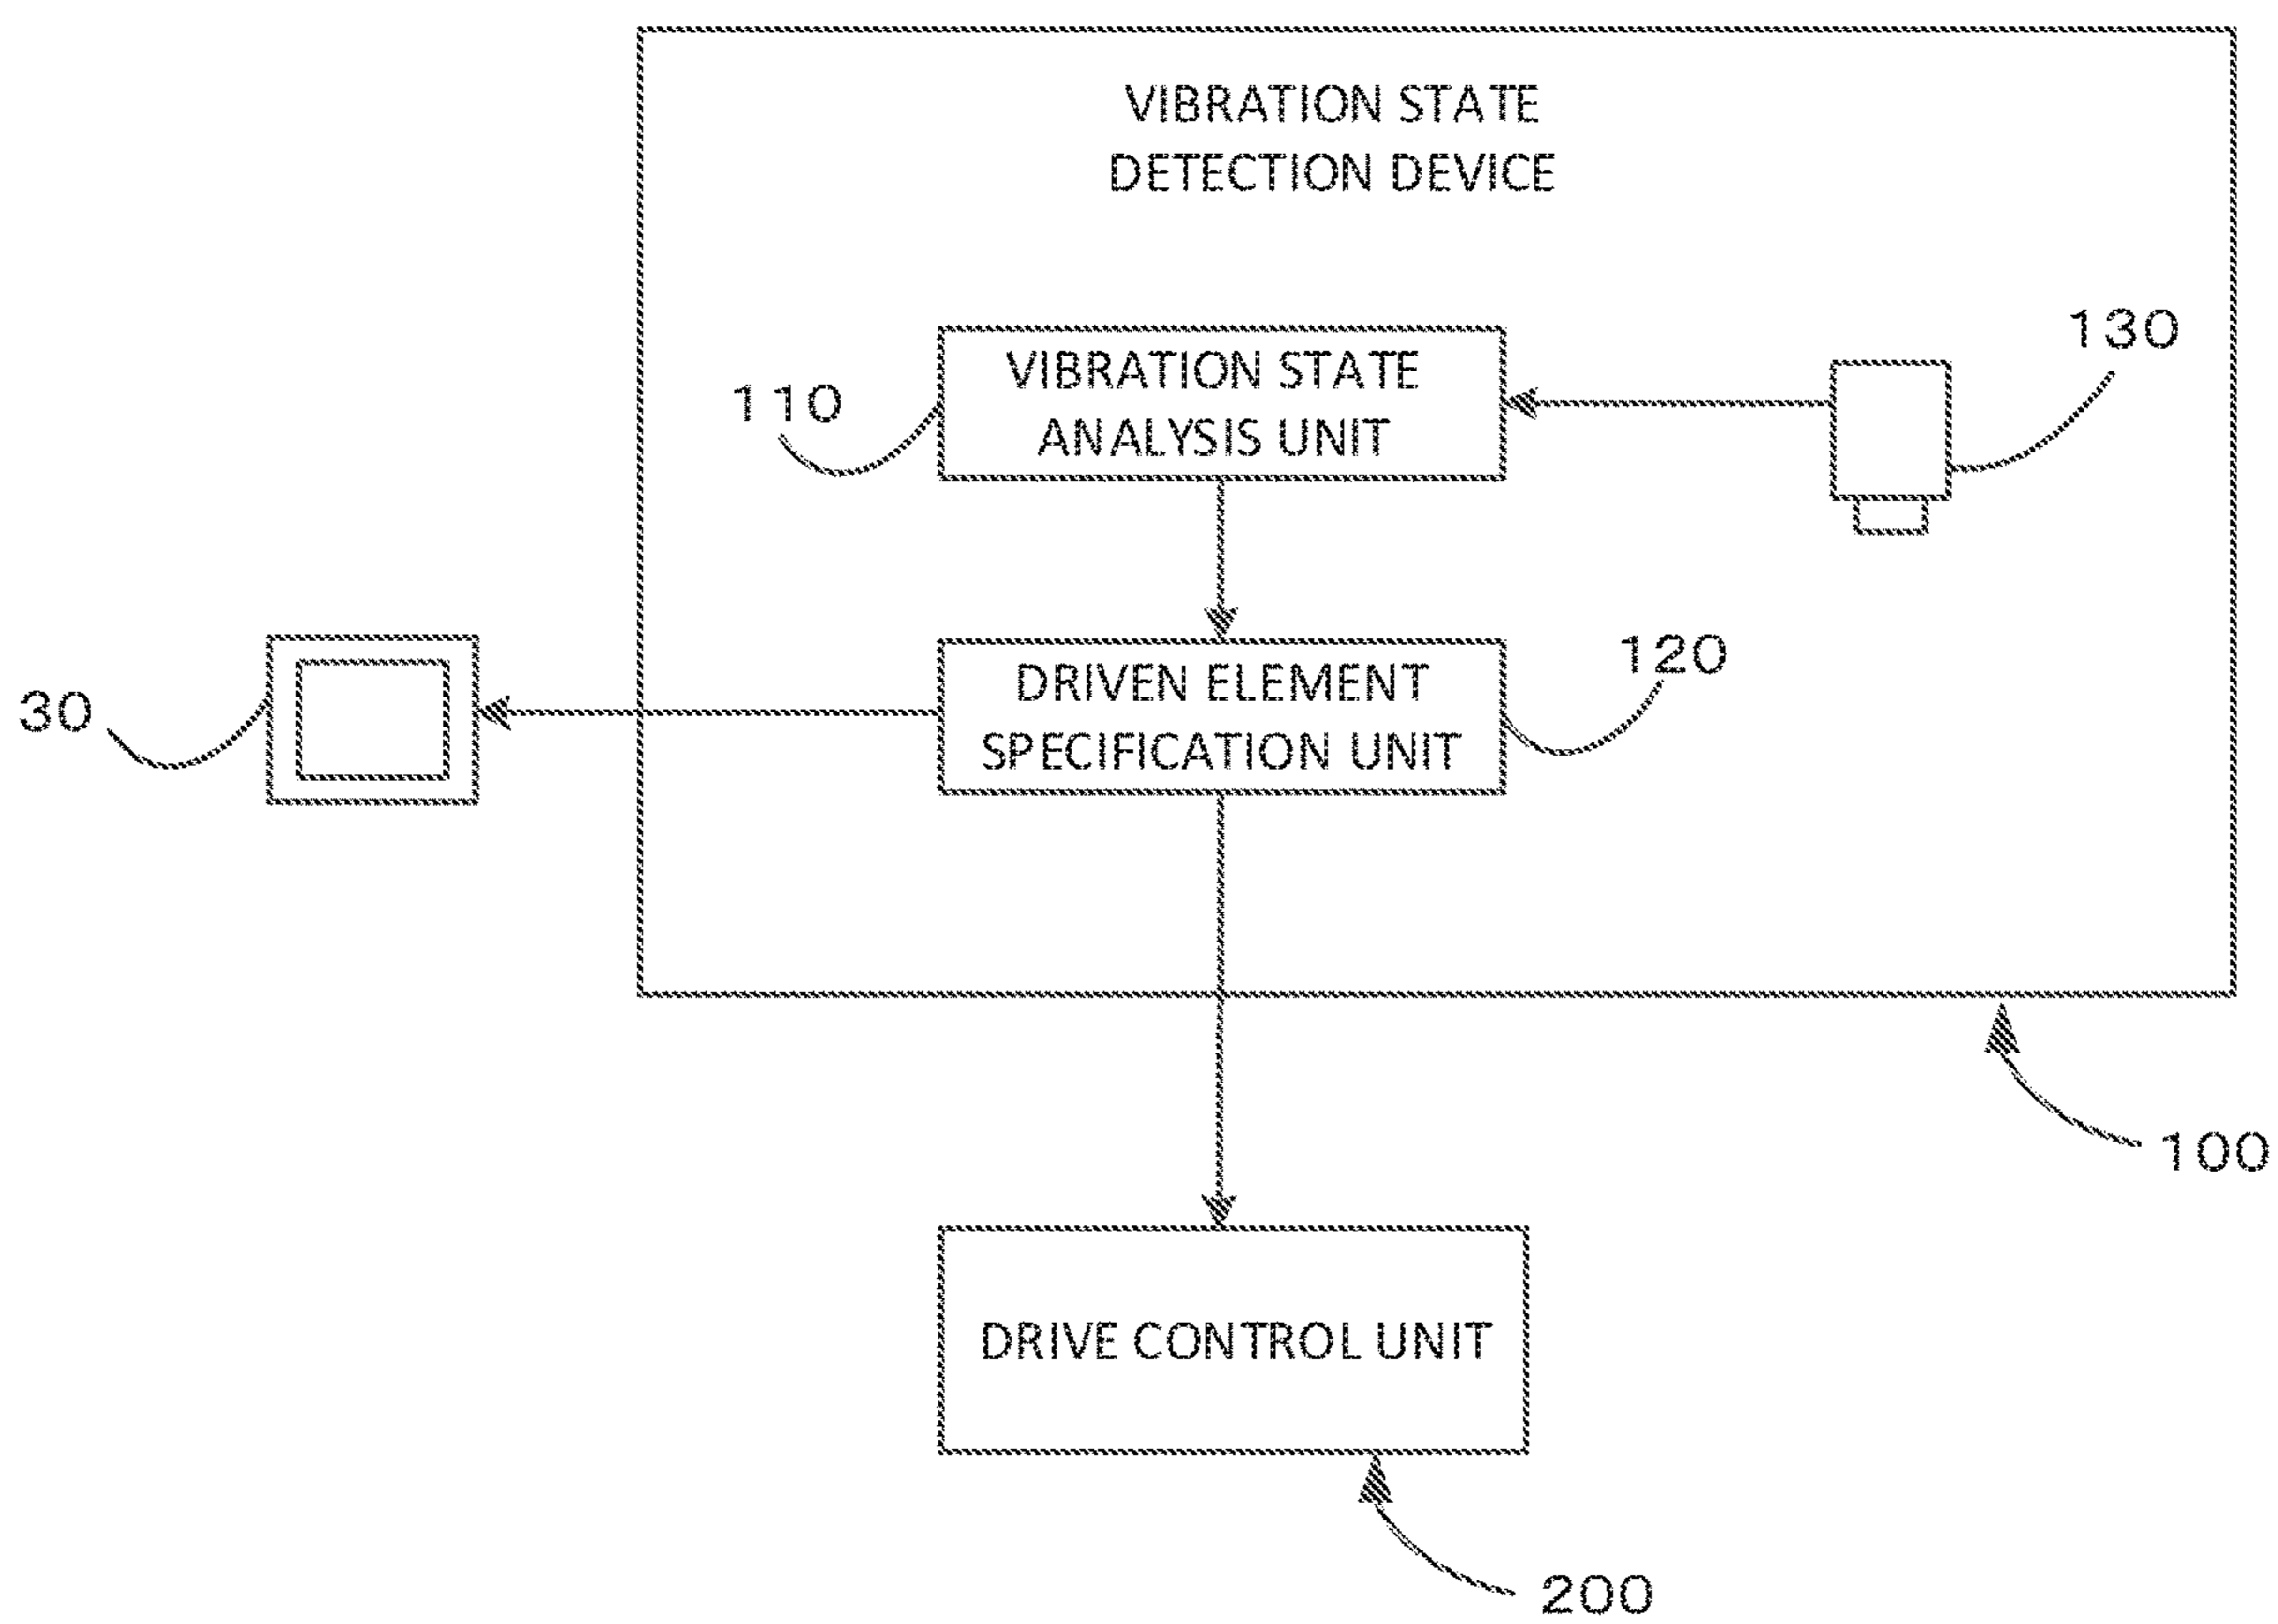 VIBRATION STATE
DETECTION DEVICE
130
110
VIBRATION STATE
ANALYSIS UNIT
120
30
DRIVEN ELEMENT
SPECIFICATION UNIT
100
DRIVE CONTROL UNIT
200